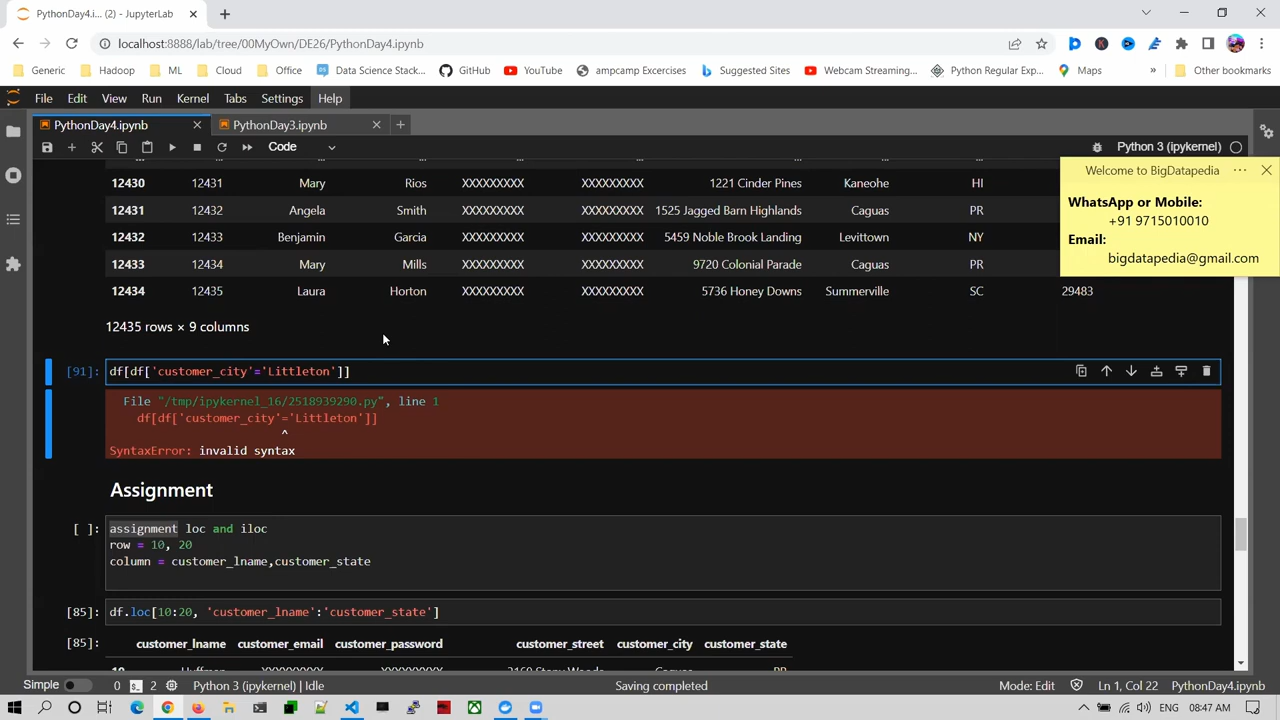 PythonDay4.i... (2) - JupyterLab
localhost:8888/lab/tree/00MyOwn/DE26/PythonDay4.ipynb
Generic Hadoop ML Cloud Office Data Science Stack... GitHub YouTube ampcamp Excercises Suggested Sites Webcam Streaming... Python Regular Exp... Maps » Other bookmarks
File Edit View Run Kernel Tabs Settings Help
PythonDay4.ipynb PythonDay3.ipynb
Code Python 3 (ipykernel)
Welcome to BigDatapedia ...
WhatsApp or Mobile:
+91 9715010010
Email:
bigdatapedia@gmail.com
12430 12431 Mary Rios XXXXXXXXX XXXXXXXXX 1221 Cinder Pines Kaneohe HI
12431 12432 Angela Smith XXXXXXXXX XXXXXXXXX 1525 Jagged Barn Highlands Caguas PR
12432 12433 Benjamin Garcia XXXXXXXXX XXXXXXXXX 5459 Noble Brook Landing Levittown NY
12433 12434 Mary Mills XXXXXXXXX XXXXXXXXX 9720 Colonial Parade Caguas PR
12434 12435 Laura Horton XXXXXXXXX XXXXXXXXX 5736 Honey Downs Summerville SC 29483
12435 rows × 9 columns
[91]: df[df['customer_city'='Littleton']]
File "/tmp/ipykernel_16/2518939290.py", line 1
df[df['customer_city'='Littleton']]
^
SyntaxError: invalid syntax
Assignment
[ ]: assignment loc and iloc
row = 10, 20
column = customer_lname,customer_state
[85]: df.loc[10:20, 'customer_lname':'customer_state']
[85]: customer_lname customer_email customer_password customer_street customer_city customer_state
Simple 0 2 Python 3 (ipykernel) | Idle Saving completed Mode: Edit Ln 1, Col 22 PythonDay4.ipynb
ENG 08:47 AM